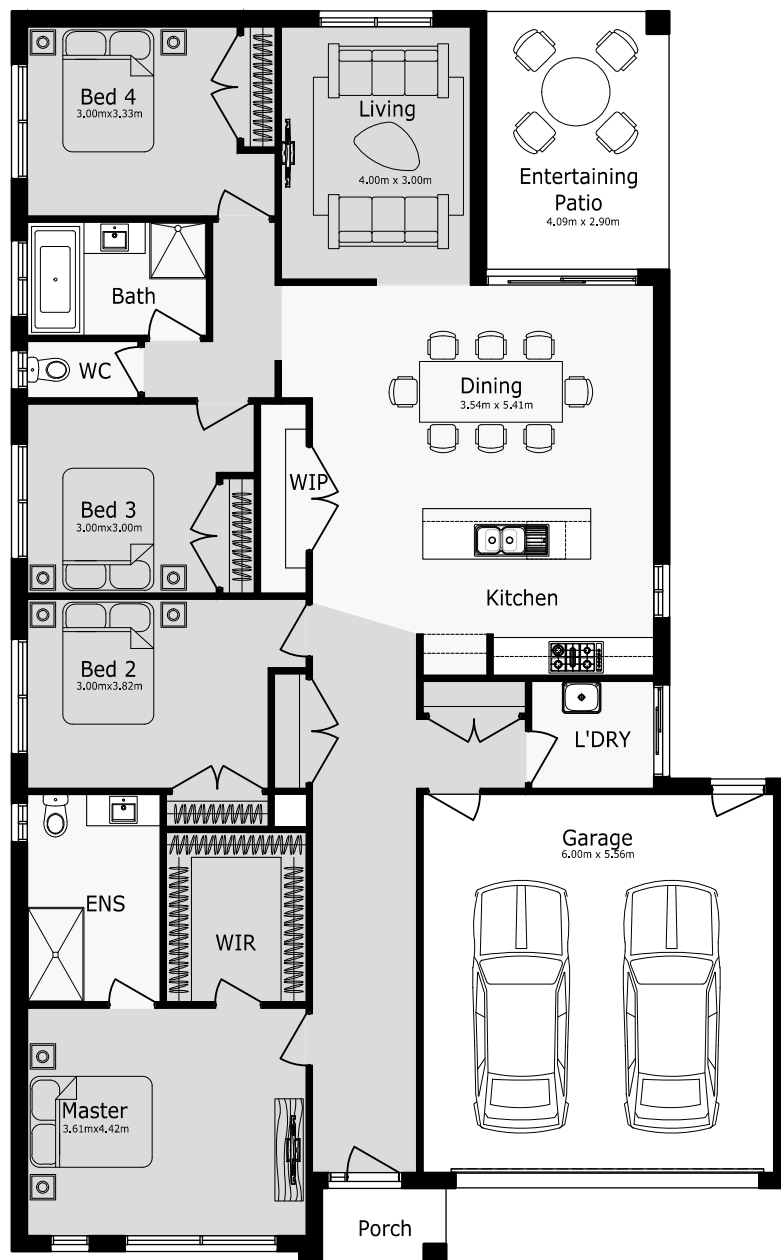 Bed 4
3.00mx3.33m
Living
4.00m x 3.00m
Entertaining
Patio
4.09m x 2.90m
Bath
WC
Dining
3.54m x 5.41m
Bed 3
3.00mx3.00m
WIP
Kitchen
Bed 2
3.00mx3.82m
L'DRY
Garage
6.00m x 5.56m
ENS
WIR
Master
3.61mx4.42m
Porch